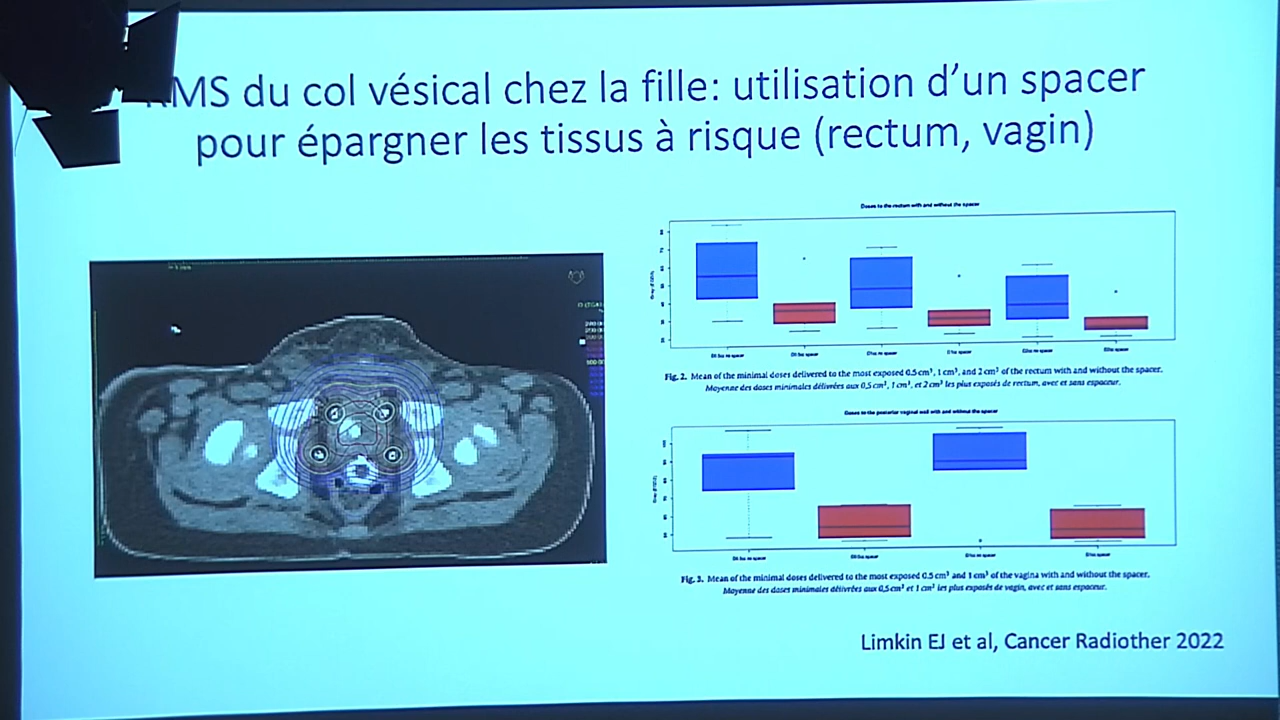 RMS du col vésical chez la fille: utilisation d'un spacer
pour épargner les tissus à risque (rectum, vagin)
Doses to the rectum with and without the spacer
Fig. 2. Mean of the minimal doses delivered to the most exposed 0.5 cm³, 1 cm³, and 2 cm³ of the rectum with and without the spacer.
Moyenne des doses minimales délivrées aux 0,5 cm³, 1 cm³, et 2 cm³ les plus exposés de rectum, avec et sans espaceur.
Doses to the posterior vaginal wall with and without the spacer
Fig. 3. Mean of the minimal doses delivered to the most exposed 0.5 cm³ and 1 cm³ of the vagina with and without the spacer.
Moyenne des doses minimales délivrées aux 0,5 cm³ et 1 cm³ les plus exposés de vagin, avec et sans espaceur.
Limkin EJ et al, Cancer Radiother 2022